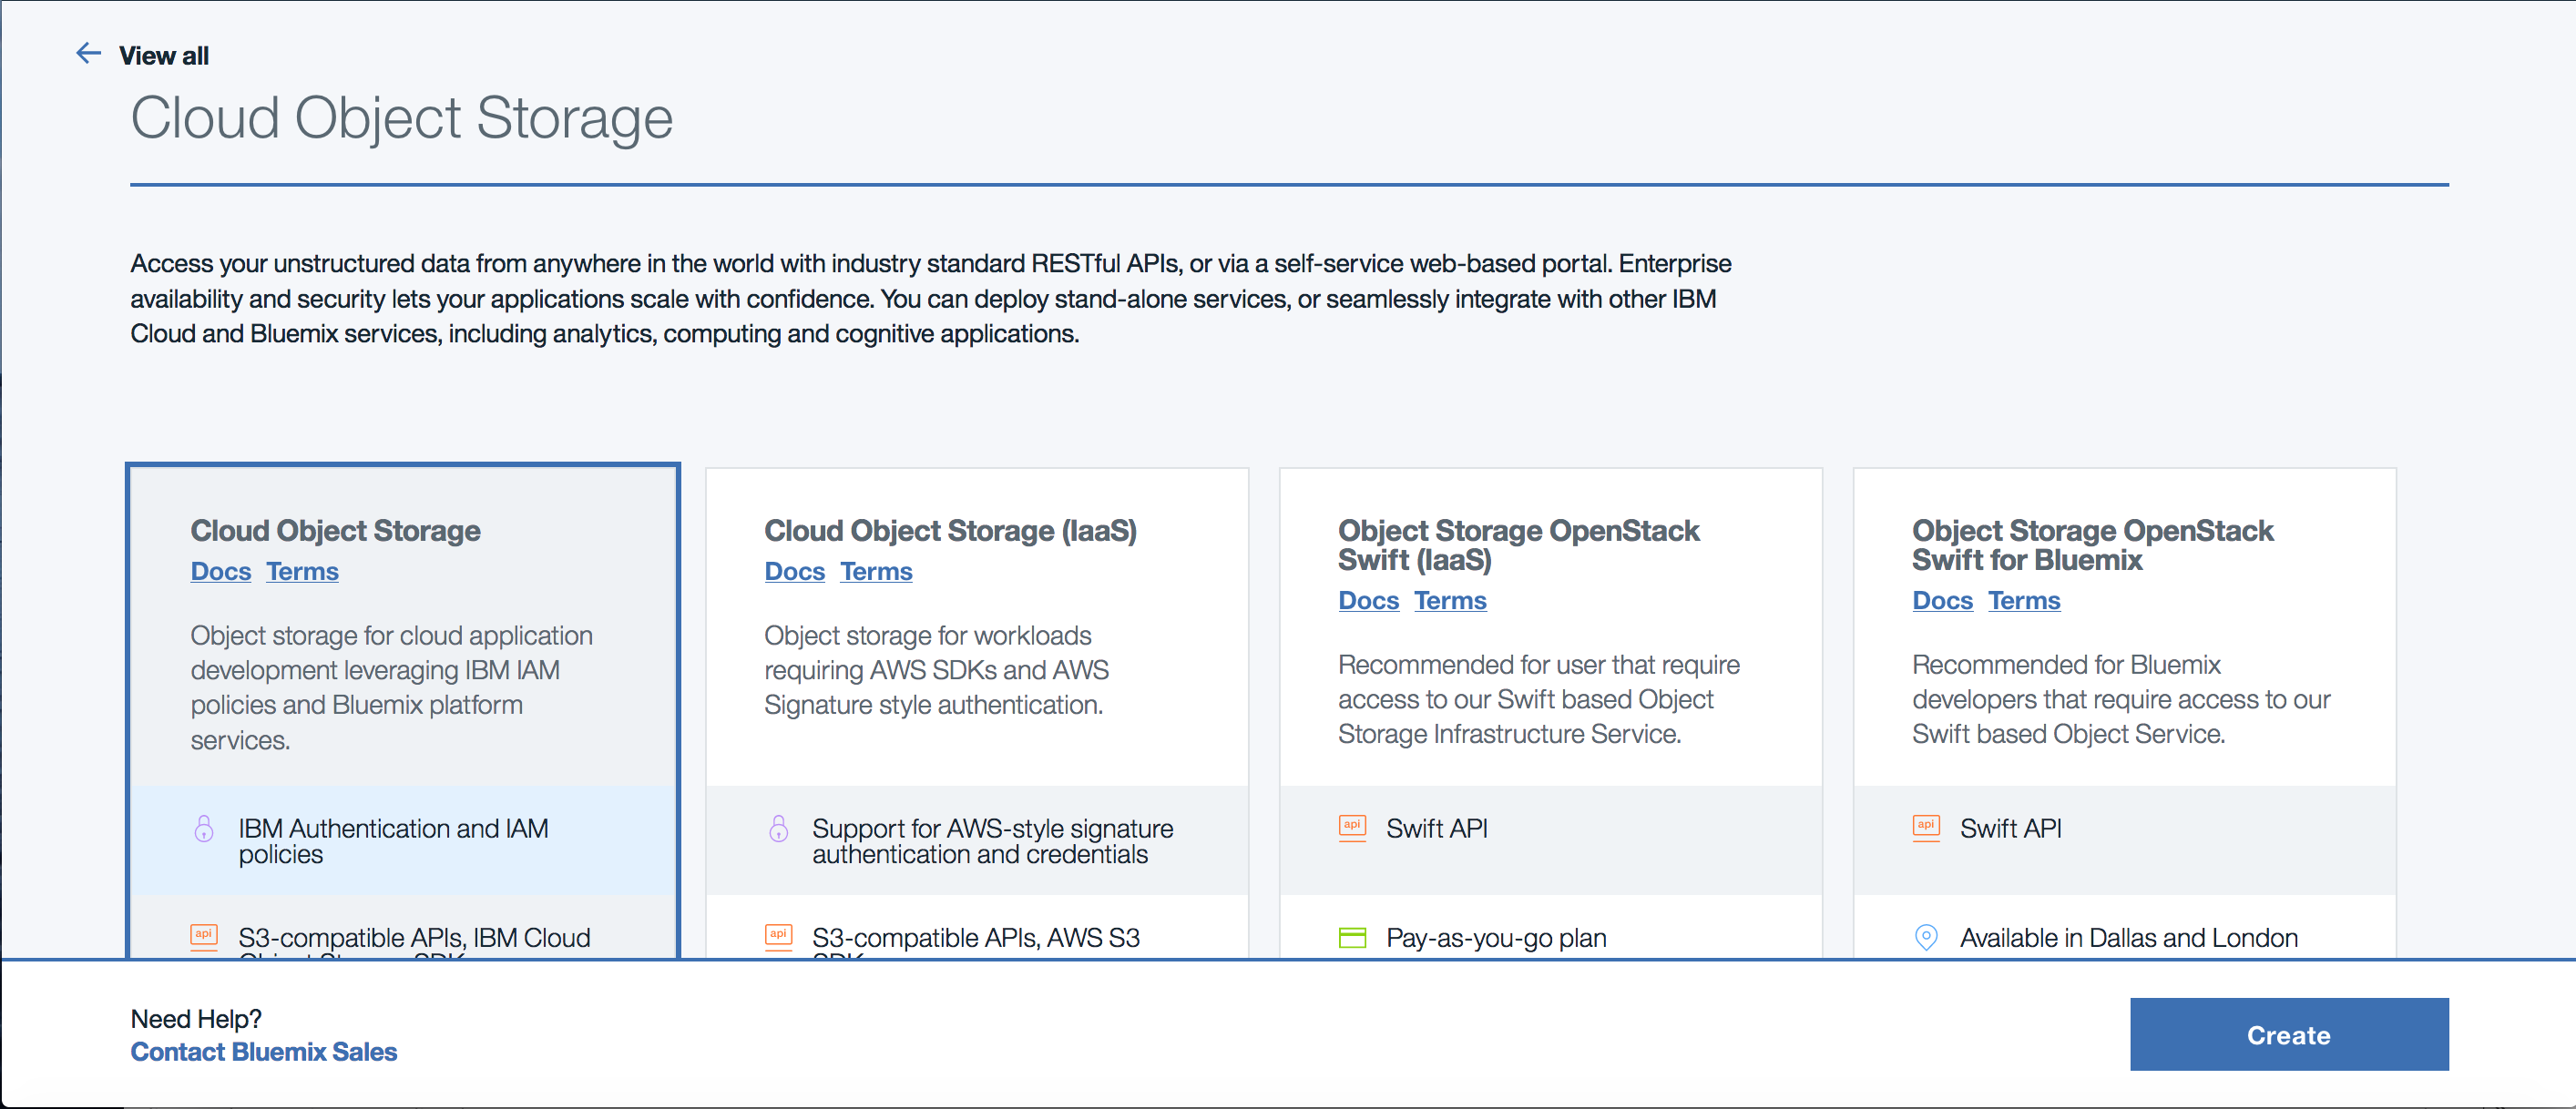 View all
Cloud Object Storage
Access your unstructured data from anywhere in the world with industry standard RESTful APIs, or via a self-service web-based portal. Enterprise
availability and security lets your applications scale with confidence. You can deploy stand-alone services, or seamlessly integrate with other IBM
Cloud and Bluemix services, including analytics, computing and cognitive applications.
Cloud Object Storage
Docs Terms
Object storage for cloud application
development leveraging IBM IAM
policies and Bluemix platform
services.
IBM Authentication and IAM
policies
api S3-compatible APIs, IBM Cloud
Object Storage SDK
Cloud Object Storage (IaaS)
Docs Terms
Object storage for workloads
requiring AWS SDKs and AWS
Signature style authentication.
Support for AWS-style signature
authentication and credentials
api S3-compatible APIs, AWS S3
SDK
Object Storage OpenStack
Swift (IaaS)
Docs Terms
Recommended for user that require
access to our Swift based Object
Storage Infrastructure Service.
api Swift API
Pay-as-you-go plan
Object Storage OpenStack
Swift for Bluemix
Docs Terms
Recommended for Bluemix
developers that require access to our
Swift based Object Service.
api Swift API
Available in Dallas and London
Need Help?
Contact Bluemix Sales
Create